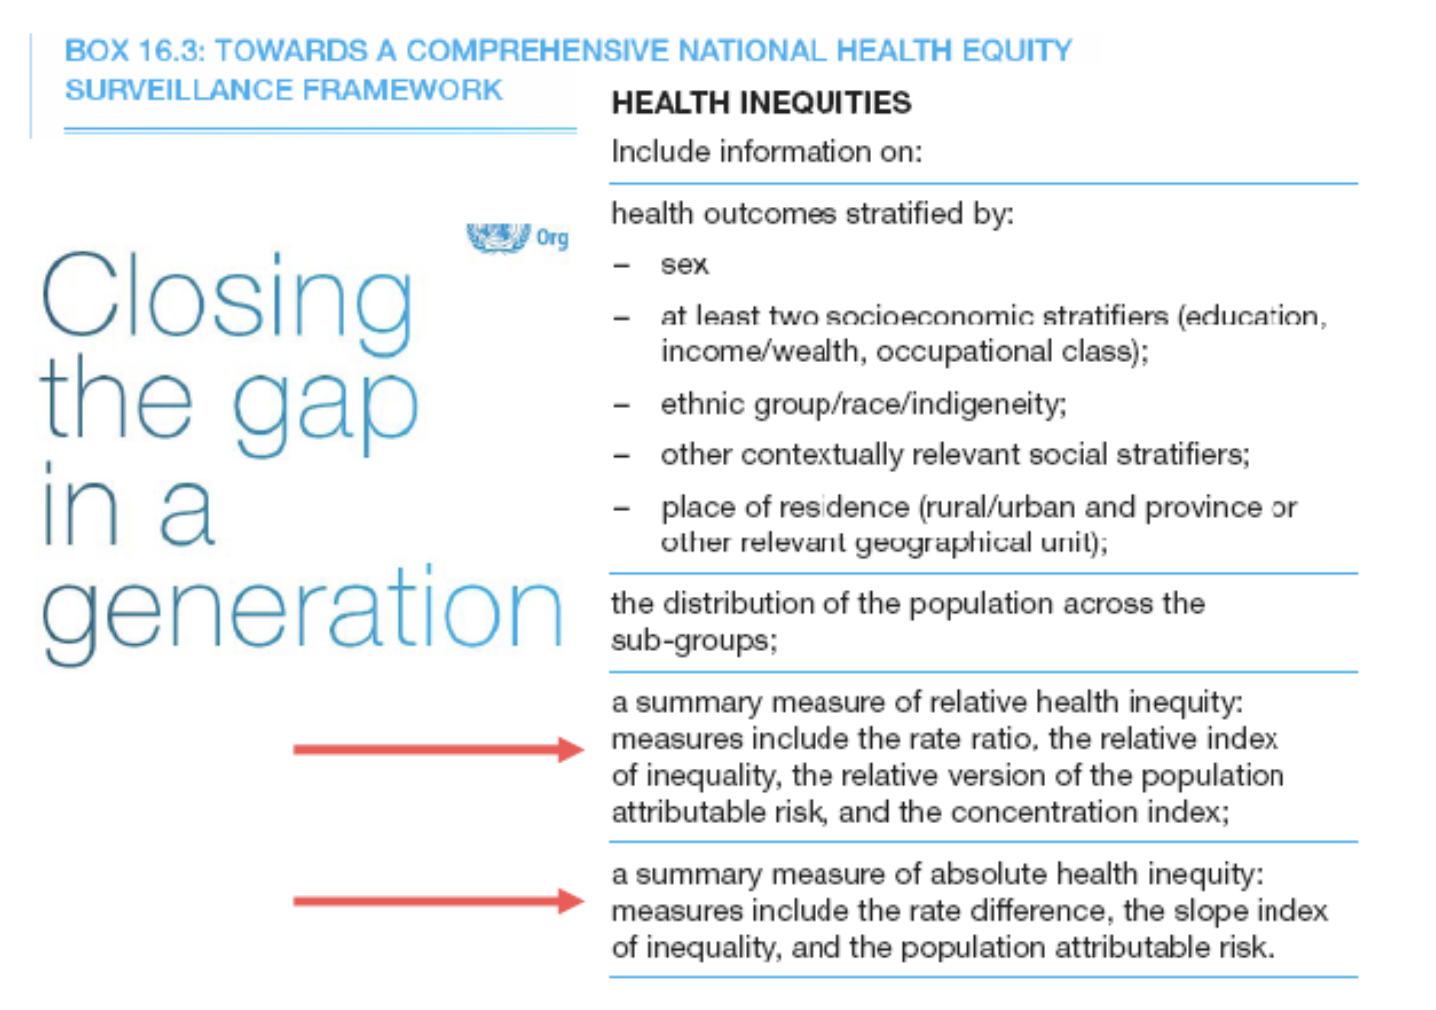 BOX 16.3: TOWARDS A COMPREHENSIVE NATIONAL HEALTH EQUITY
SURVEILLANCE FRAMEWORK
Org
Closing
the gap
in a
generation
HEALTH INEQUITIES
Include information on:
health outcomes stratified by:
– sex
– at least two socioeconomic stratifiers (education,
income/wealth, occupational class);
– ethnic group/race/indigeneity;
– other contextually relevant social stratifiers;
– place of residence (rural/urban and province or
other relevant geographical unit);
the distribution of the population across the
sub-groups;
a summary measure of relative health inequity:
measures include the rate ratio, the relative index
of inequality, the relative version of the population
attributable risk, and the concentration index;
a summary measure of absolute health inequity:
measures include the rate difference, the slope index
of inequality, and the population attributable risk.